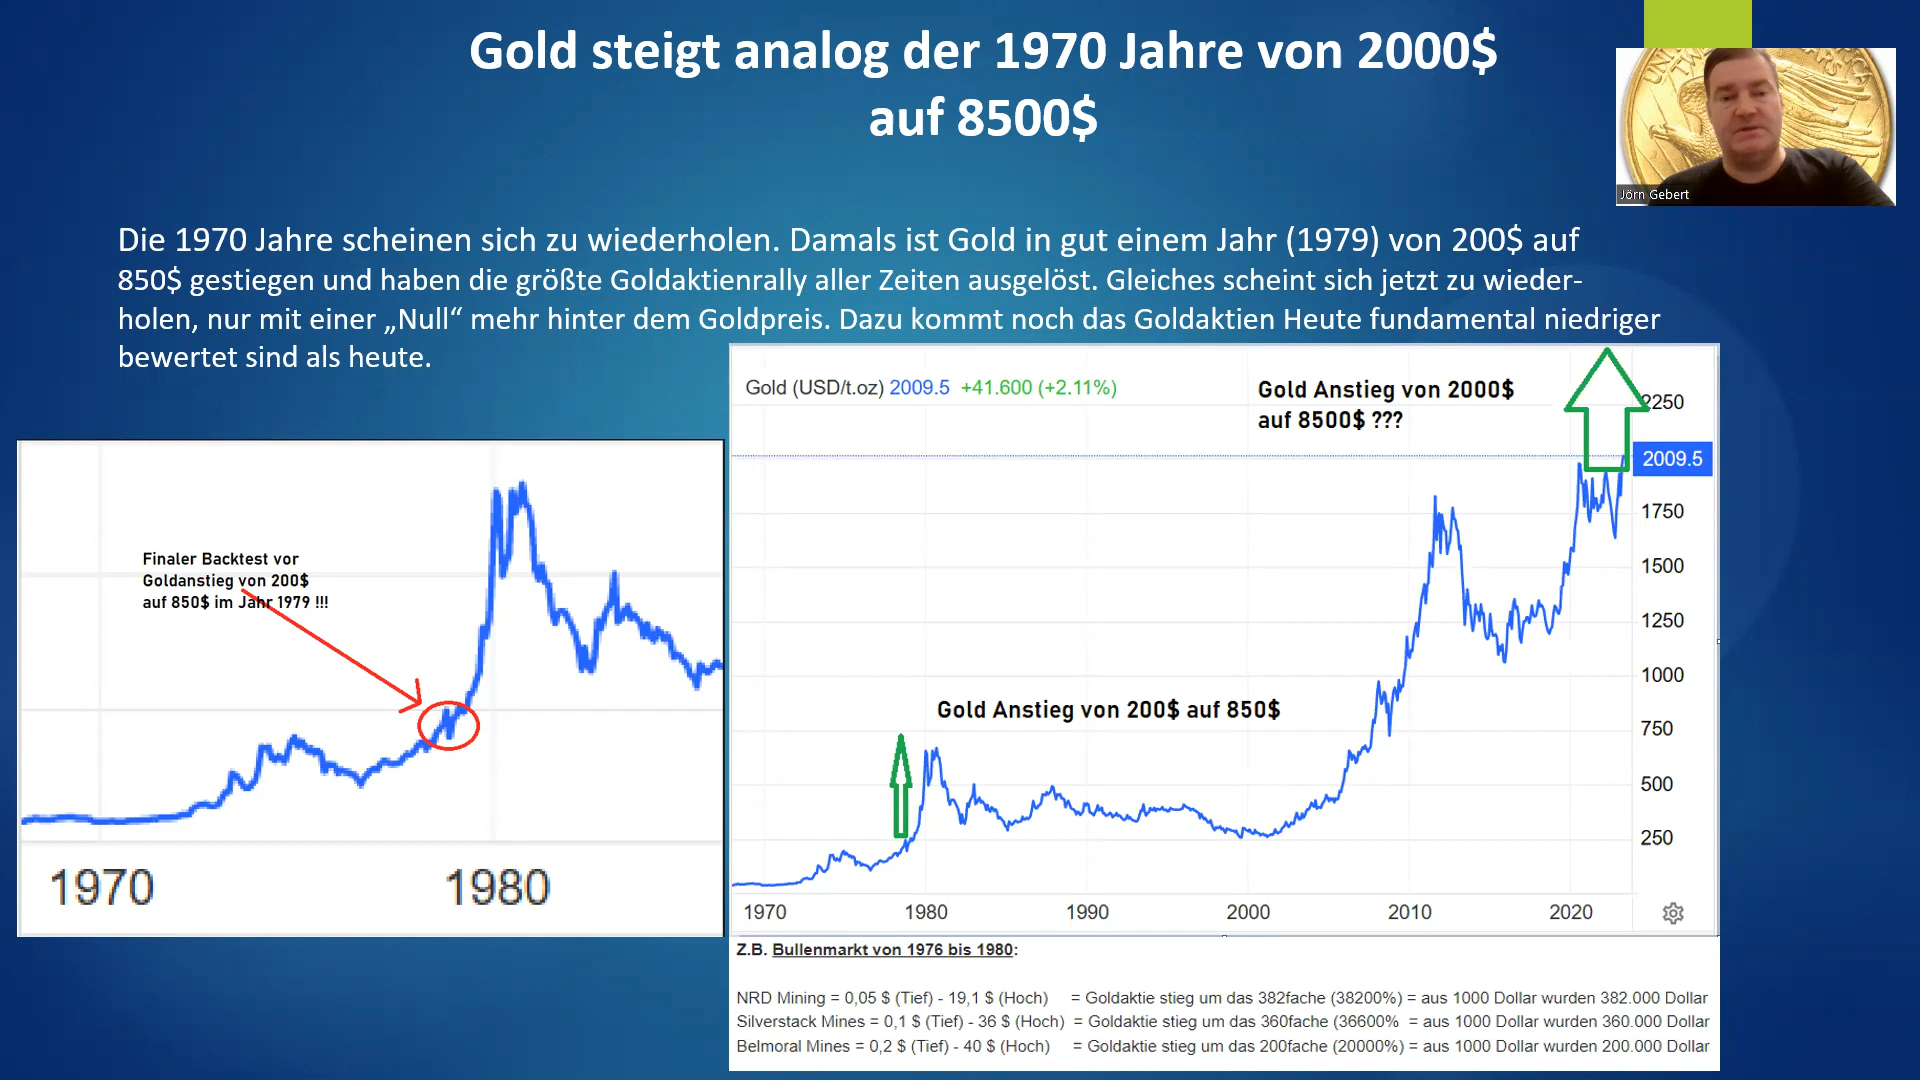 Gold steigt analog der 1970 Jahre von 2000$
auf 8500$
Jörn Gebert
Die 1970 Jahre scheinen sich zu wiederholen. Damals ist Gold in gut einem Jahr (1979) von 200$ auf
850$ gestiegen und haben die größte Goldaktienrally aller Zeiten ausgelöst. Gleiches scheint sich jetzt zu wieder-
holen, nur mit einer „Null“ mehr hinter dem Goldpreis. Dazu kommt noch das Goldaktien Heute fundamental niedriger
bewertet sind als heute.
Finaler Backtest vor
Goldanstieg von 200$
auf 850$ im Jahr 1979 !!!
1970 1980
Gold (USD/t.oz) 2009.5 +41.600 (+2.11%)
Gold Anstieg von 2000$
auf 8500$ ???
2250
2009.5
1750
1500
1250
1000
750
500
250
Gold Anstieg von 200$ auf 850$
1970 1980 1990 2000 2010 2020
Z.B. Bullenmarkt von 1976 bis 1980:
NRD Mining = 0,05 $ (Tief) - 19,1 $ (Hoch) = Goldaktie stieg um das 382fache (38200%) = aus 1000 Dollar wurden 382.000 Dollar
Silverstack Mines = 0,1 $ (Tief) - 36 $ (Hoch) = Goldaktie stieg um das 360fache (36600% = aus 1000 Dollar wurden 360.000 Dollar
Belmoral Mines = 0,2 $ (Tief) - 40 $ (Hoch) = Goldaktie stieg um das 200fache (20000%) = aus 1000 Dollar wurden 200.000 Dollar